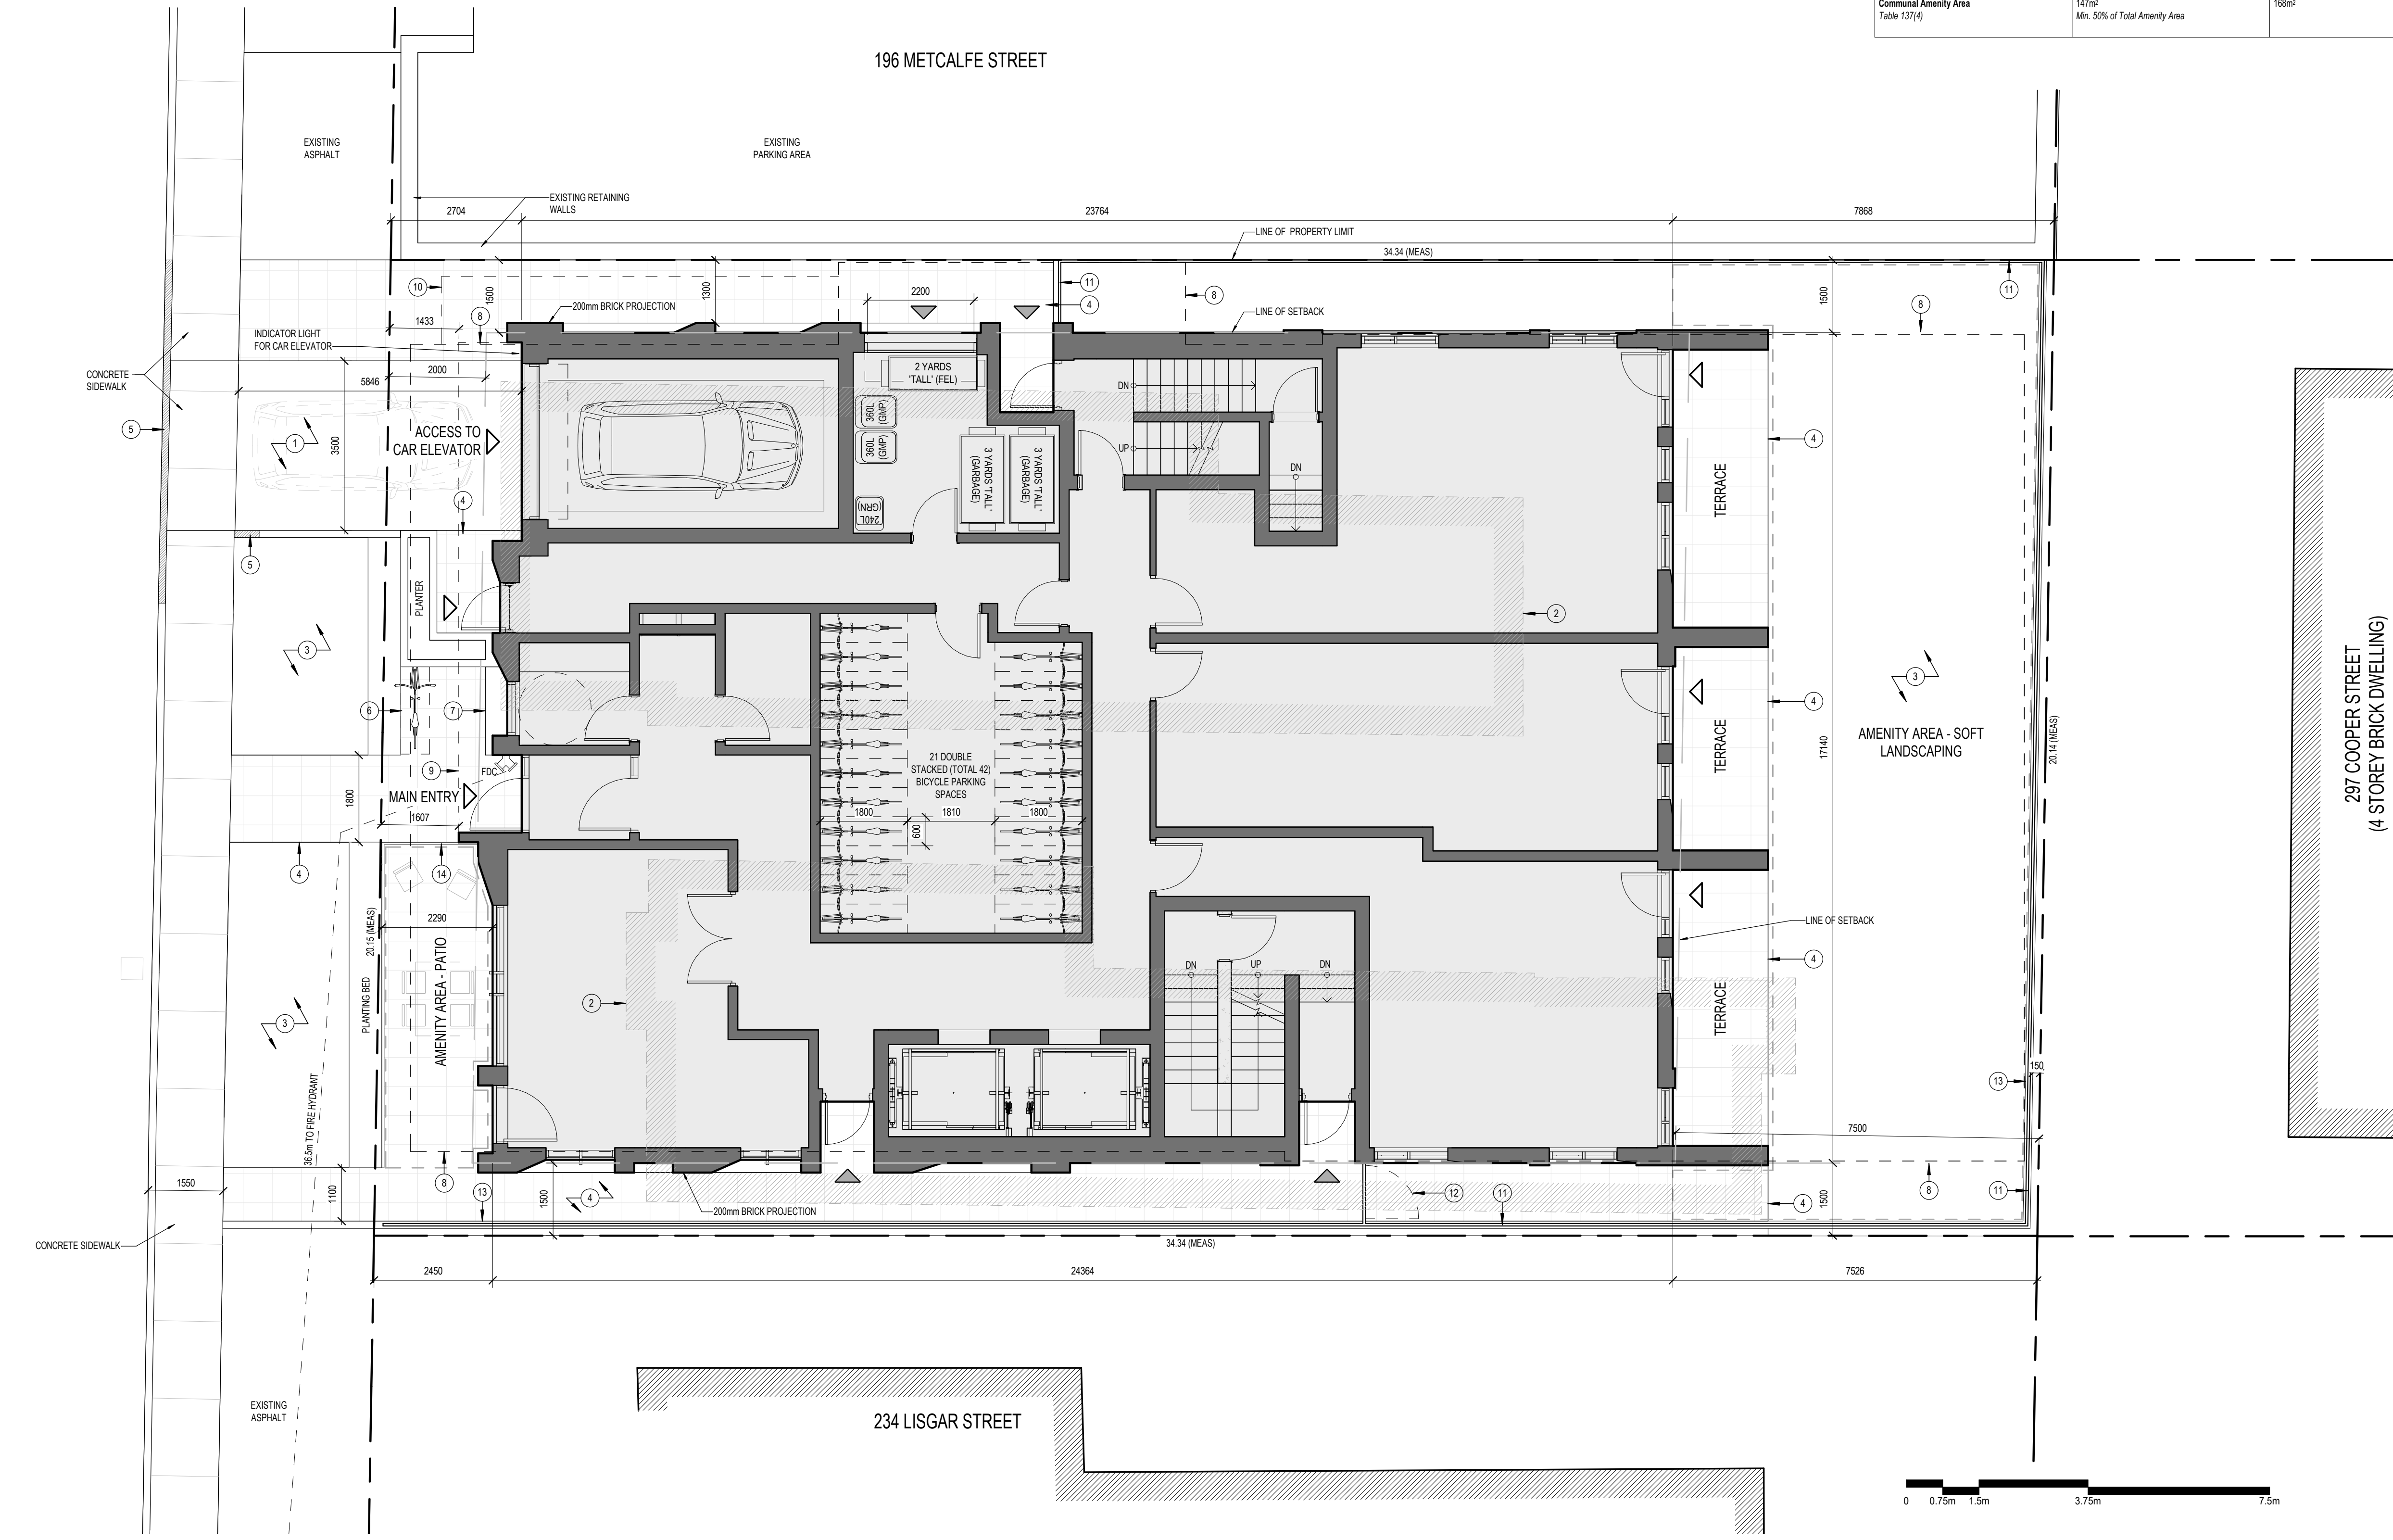 Communal Amenity Area
Table 137(4)
147m²
Min. 50% of Total Amenity Area
168m²
196 METCALFE STREET
EXISTING
ASPHALT
EXISTING
PARKING AREA
EXISTING RETAINING
WALLS
2704
23764
7868
LINE OF PROPERTY LIMIT
34.34 (MEAS)
10
1500
200mm BRICK PROJECTION
1300
2200
11
4
8
11
8
1500
1433
8
LINE OF SETBACK
INDICATOR LIGHT
FOR CAR ELEVATOR
CONCRETE
SIDEWALK
2000
5846
2 YARDS
'TALL' (FEL)
DN
5
1
3500
ACCESS TO
CAR ELEVATOR
360L
(GMP)
360L
(GMP)
3 YARDS 'TALL'
(GARBAGE)
3 YARDS 'TALL'
(GARBAGE)
UP
DN
4
TERRACE
4
240L
(GRN)
5
PLANTER
2
3
3
6
7
4
TERRACE
AMENITY AREA - SOFT
LANDSCAPING
17140
20.14 (MEAS)
297 COOPER STREET
(4 STOREY BRICK DWELLING)
9
FDC
MAIN ENTRY
1800
1607
21 DOUBLE
STACKED (TOTAL 42)
BICYCLE PARKING
SPACES
1800
1810
1800
600
4
14
20.15 (MEAS)
2290
LINE OF SETBACK
AMENITY AREA - PATIO
PLANTING BED
2
3
DN
UP
DN
4
TERRACE
36.5m TO FIRE HYDRANT
150
13
7500
1550
1100
8
13
1500
4
200mm BRICK PROJECTION
12
11
4
1500
8
11
CONCRETE SIDEWALK
34.34 (MEAS)
2450
24364
7526
EXISTING
ASPHALT
234 LISGAR STREET
0
0.75m
1.5m
3.75m
7.5m